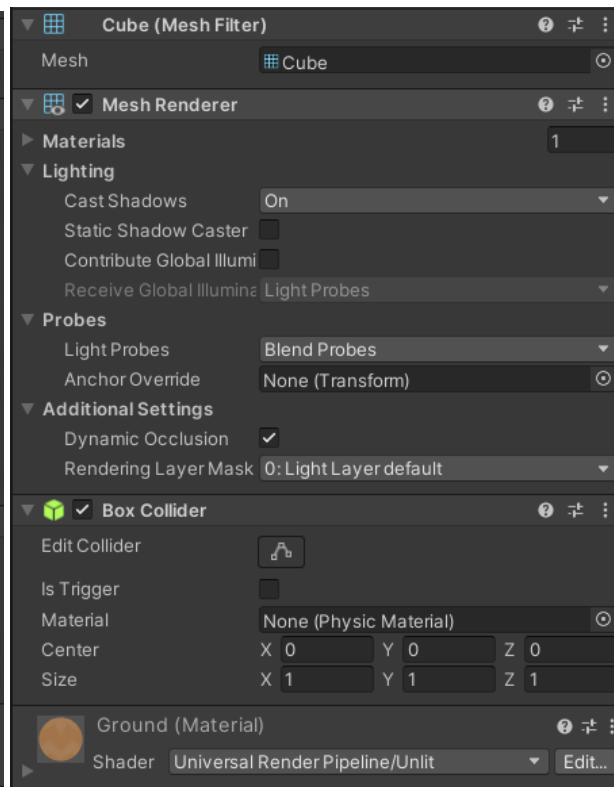 Cube (Mesh Filter)
Mesh Cube
Mesh Renderer
Materials 1
Lighting
Cast Shadows On
Static Shadow Caster
Contribute Global Illumi
Receive Global Illumina Light Probes
Probes
Light Probes Blend Probes
Anchor Override None (Transform)
Additional Settings
Dynamic Occlusion
Rendering Layer Mask 0: Light Layer default
Box Collider
Edit Collider
Is Trigger
Material None (Physic Material)
Center X 0 Y 0 Z 0
Size X 1 Y 1 Z 1
Ground (Material)
Shader Universal Render Pipeline/Unlit Edit...